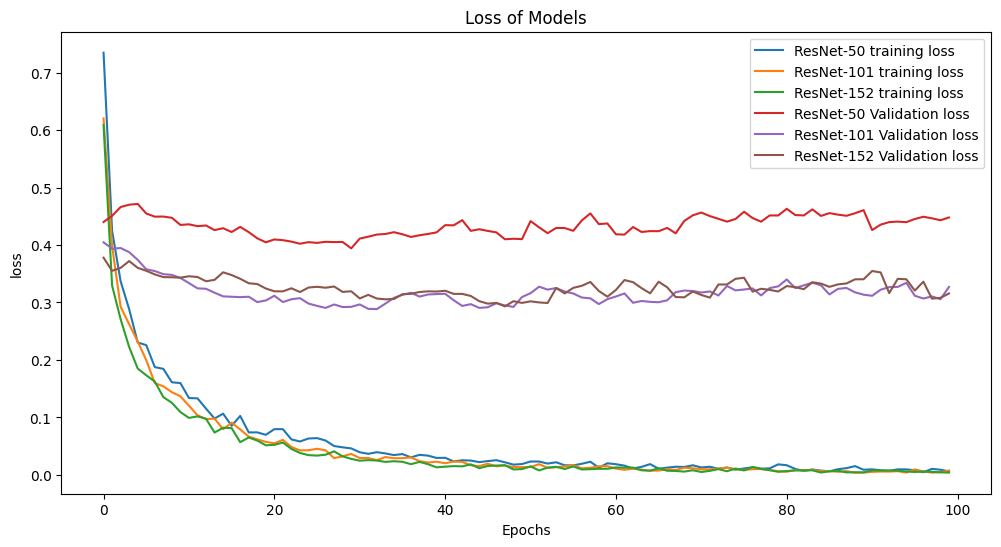 Loss of Models
0.7
0.6
0.5
0.4
0.3
0.2
0.1
0.0
loss
0
20
40
60
80
100
Epochs
ResNet-50 training loss
ResNet-101 training loss
ResNet-152 training loss
ResNet-50 Validation loss
ResNet-101 Validation loss
ResNet-152 Validation loss